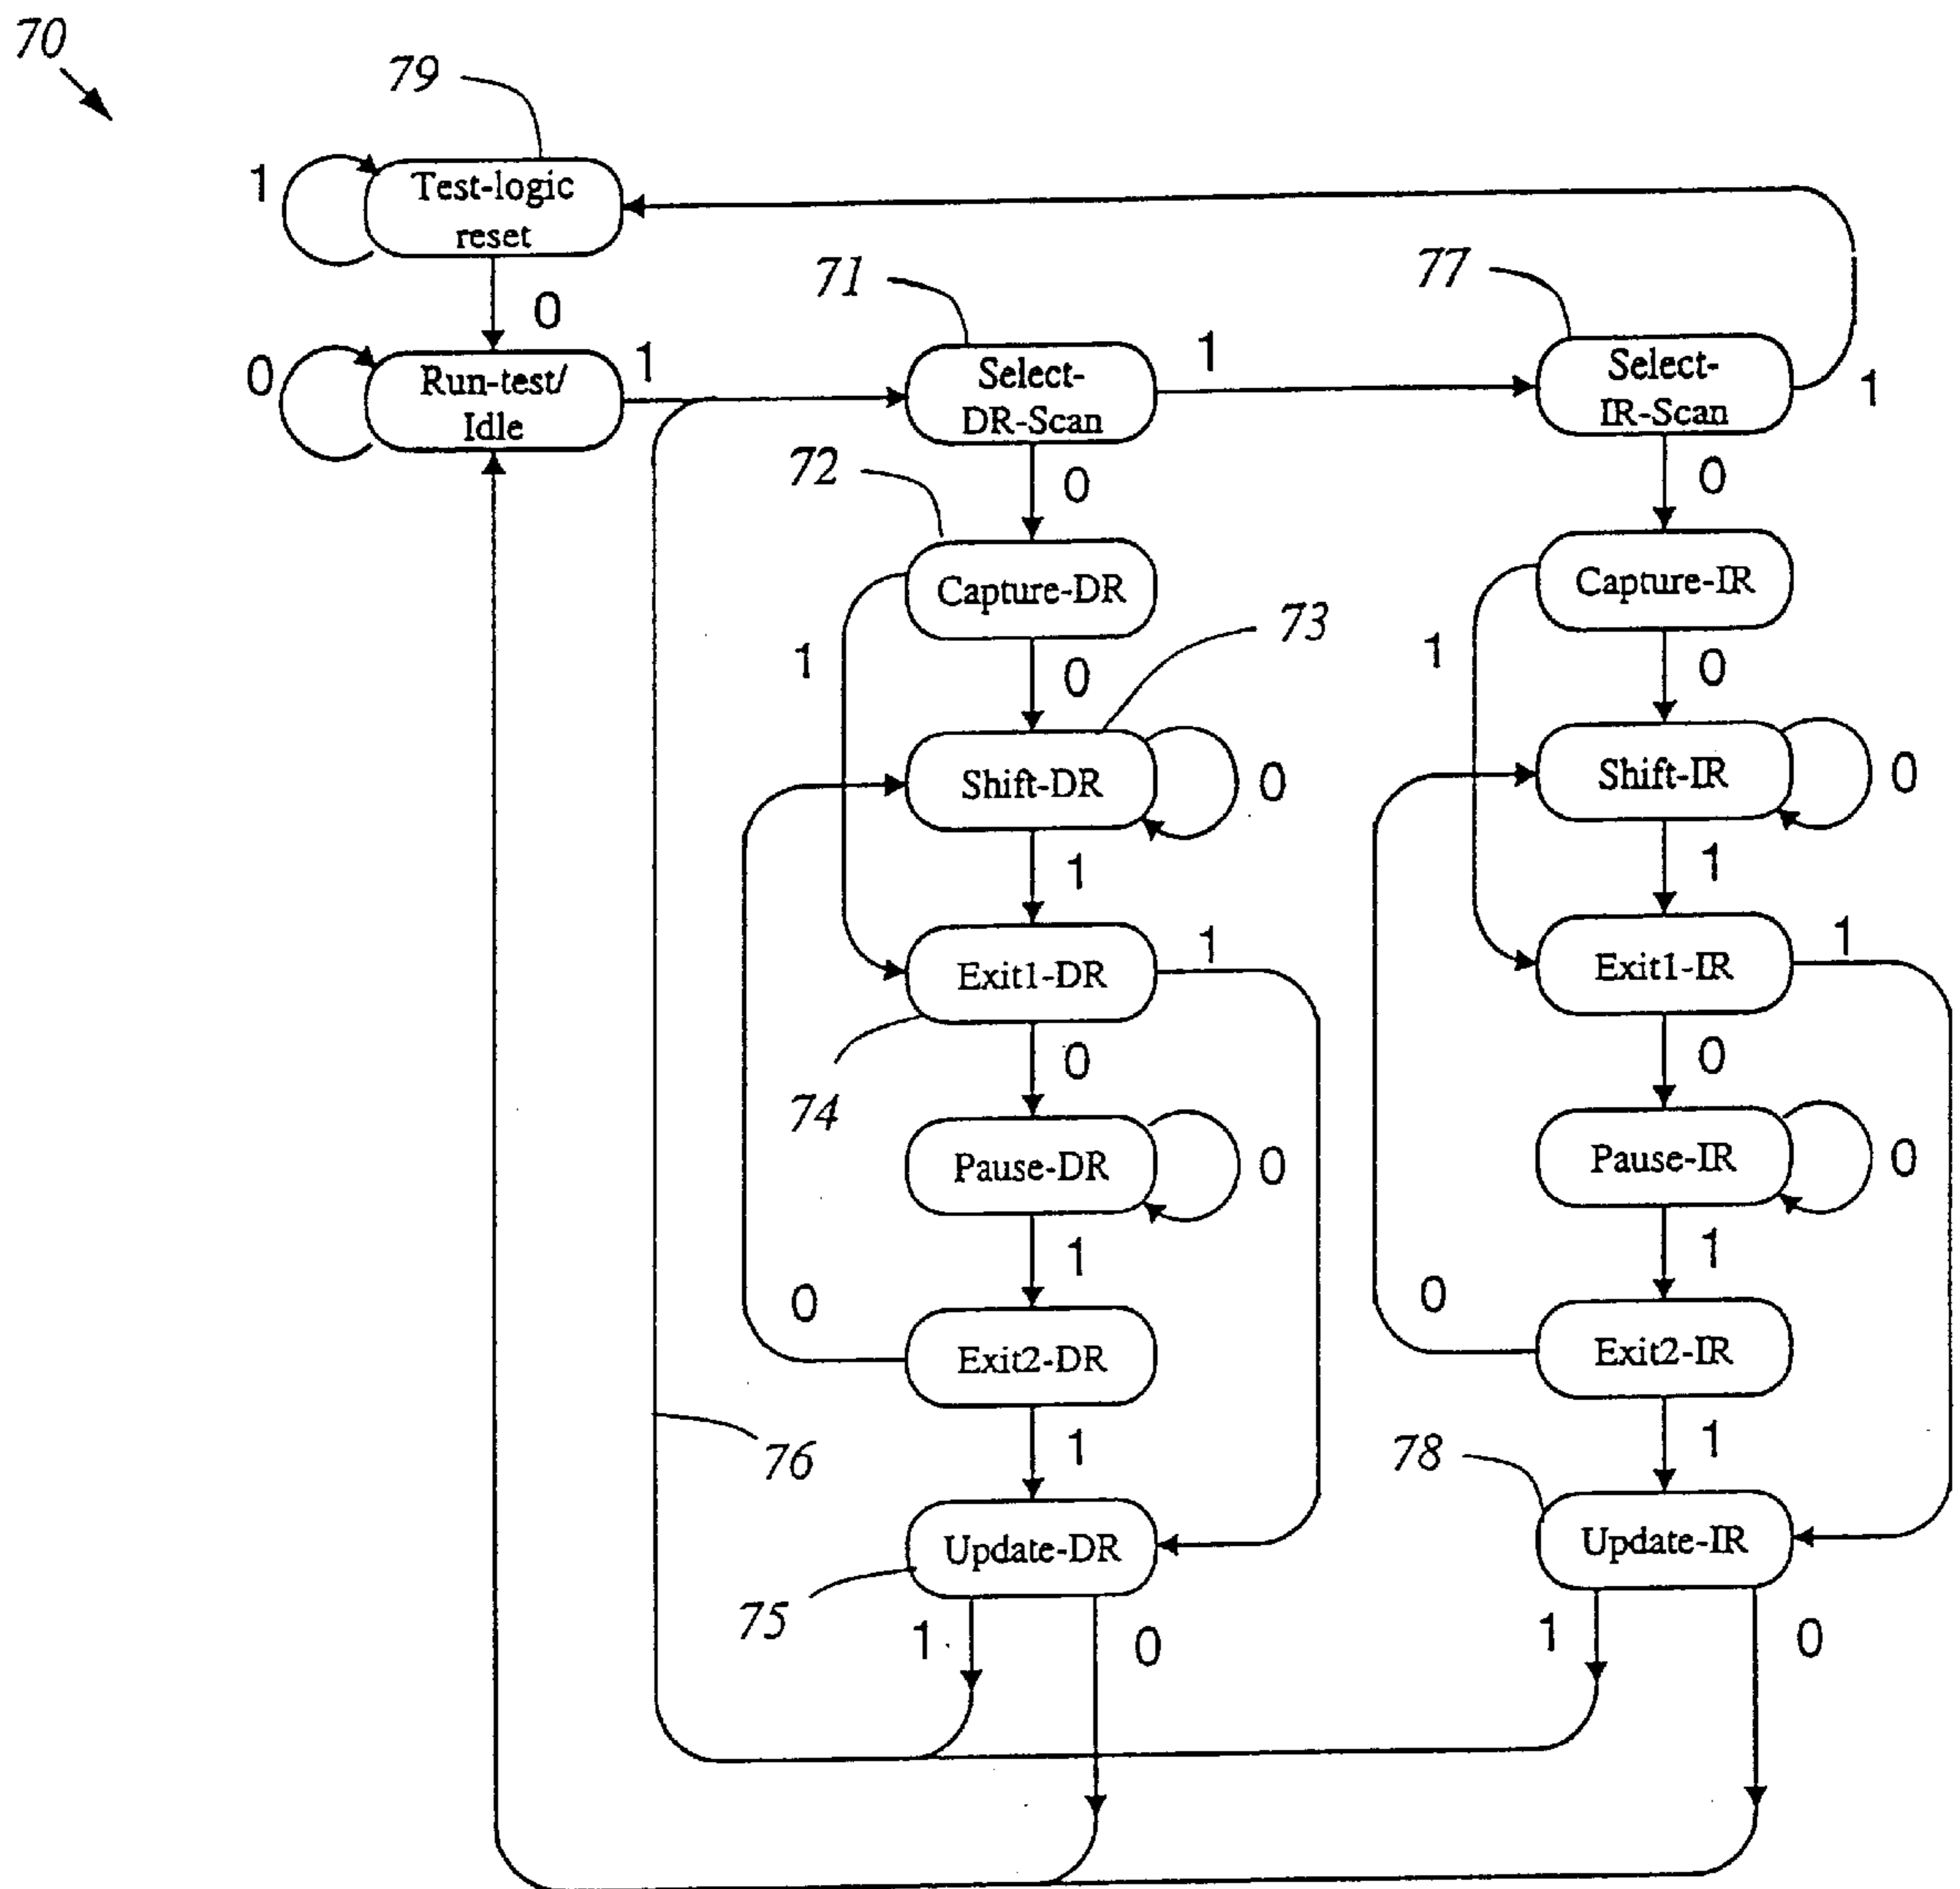 70
79
1
Test-logic
reset
0
71
77
0
Run-test/
Idle
1
Select-
DR-Scan
1
Select-
IR-Scan
1
72
0
0
Capture-DR
Capture-IR
73
1
0
1
0
Shift-DR
0
Shift-IR
0
1
1
Exit1-DR
1
Exit1-IR
1
74
0
0
Pause-DR
0
Pause-IR
0
1
1
0
0
Exit2-DR
Exit2-IR
76
1
78
1
Update-DR
Update-IR
75
1
0
1
0